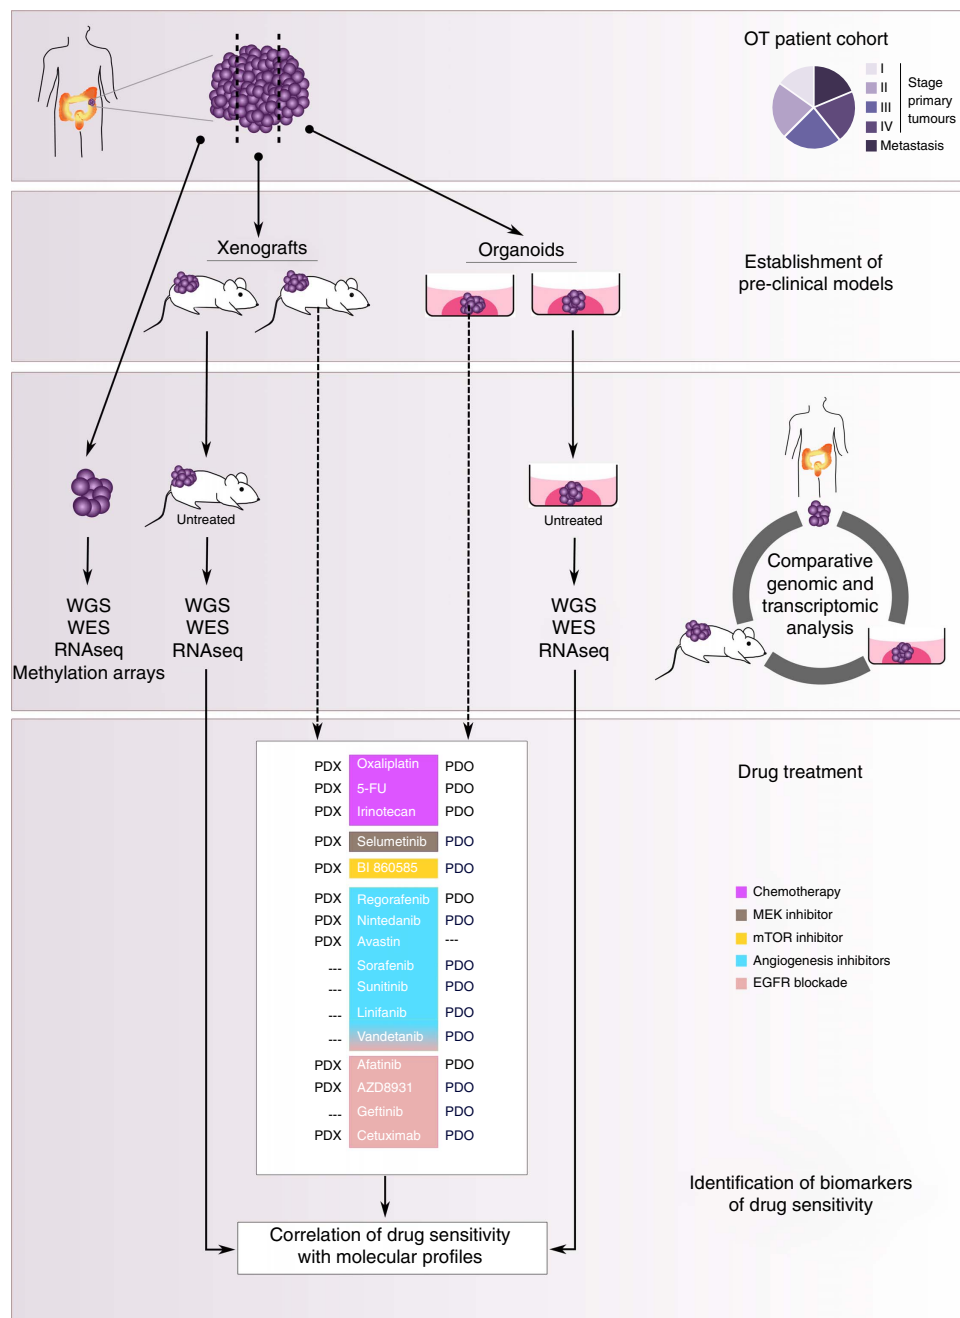 OT patient cohort
I
II
III
IV
Metastasis
Stage
primary
tumours
Xenografts
Organoids
Establishment of
pre-clinical models
Untreated
Untreated
WGS
WES
RNAseq
Methylation arrays
WGS
WES
RNAseq
WGS
WES
RNAseq
Comparative
genomic and
transcriptomic
analysis
Drug treatment
PDX Oxaliplatin PDO
PDX 5-FU PDO
PDX Irinotecan PDO
PDX Selumetinib PDO
PDX BI 860585 PDO
PDX Regorafenib PDO
PDX Nintedanib PDO
PDX Avastin ---
--- Sorafenib PDO
--- Sunitinib PDO
--- Linifanib PDO
--- Vandetanib PDO
PDX Afatinib PDO
PDX AZD8931 PDO
--- Geftinib PDO
PDX Cetuximab PDO
Chemotherapy
MEK inhibitor
mTOR inhibitor
Angiogenesis inhibitors
EGFR blockade
Identification of biomarkers
of drug sensitivity
Correlation of drug sensitivity
with molecular profiles